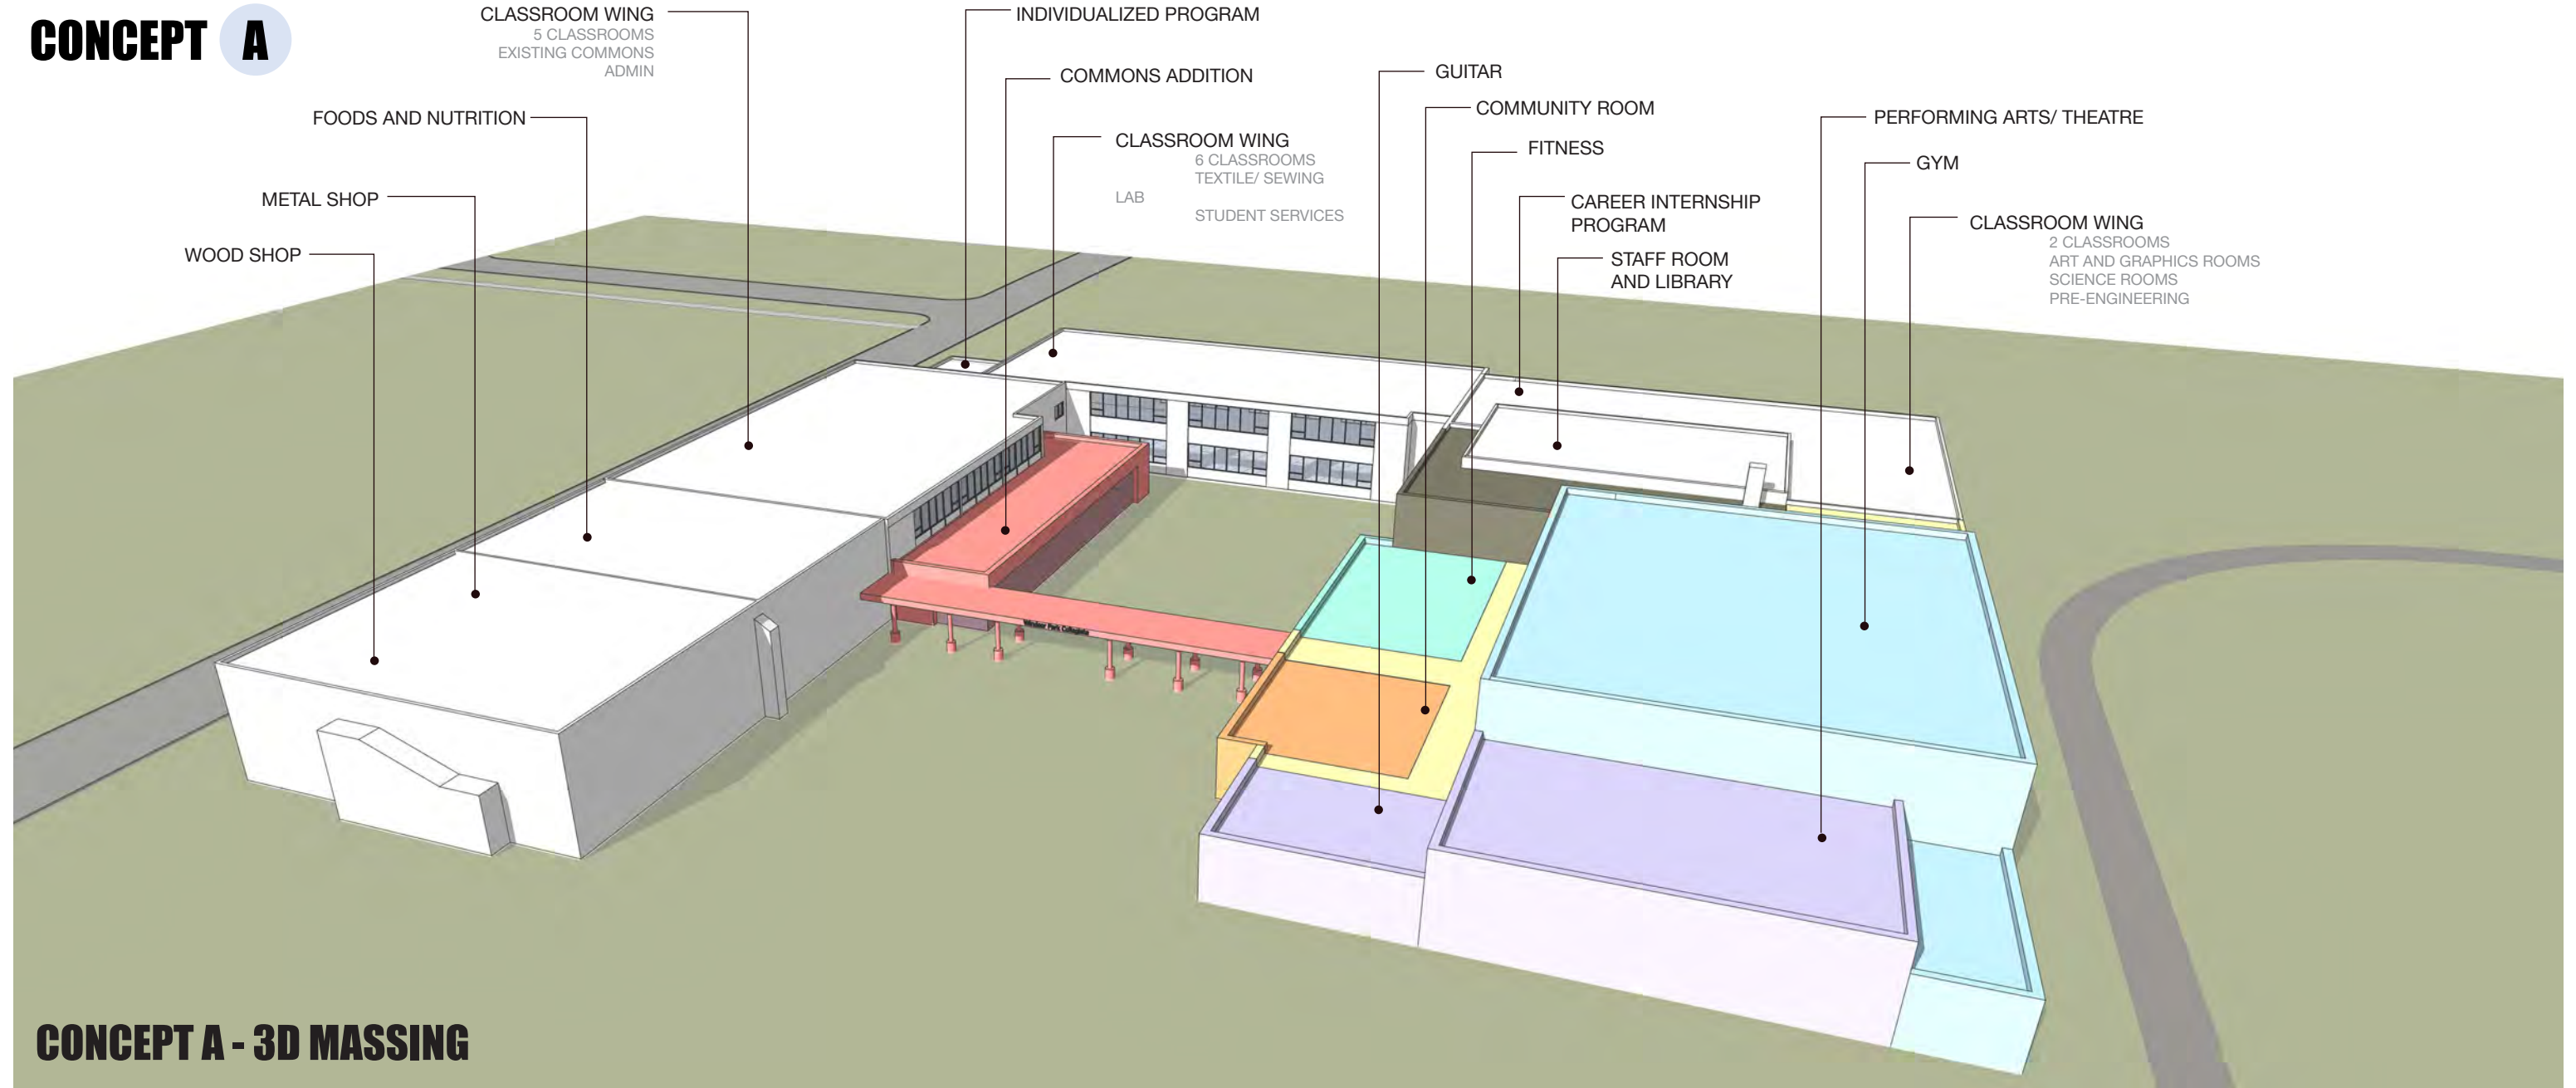 CONCEPT A
CLASSROOM WING
5 CLASSROOMS
EXISTING COMMONS
ADMIN
INDIVIDUALIZED PROGRAM
COMMONS ADDITION
CLASSROOM WING
6 CLASSROOMS
TEXTILE/ SEWING
LAB
STUDENT SERVICES
GUITAR
COMMUNITY ROOM
FITNESS
CAREER INTERNSHIP
PROGRAM
STAFF ROOM
AND LIBRARY
PERFORMING ARTS/ THEATRE
GYM
CLASSROOM WING
2 CLASSROOMS
ART AND GRAPHICS ROOMS
SCIENCE ROOMS
PRE-ENGINEERING
FOODS AND NUTRITION
METAL SHOP
WOOD SHOP
Windsor Park Collegiate
CONCEPT A - 3D MASSING